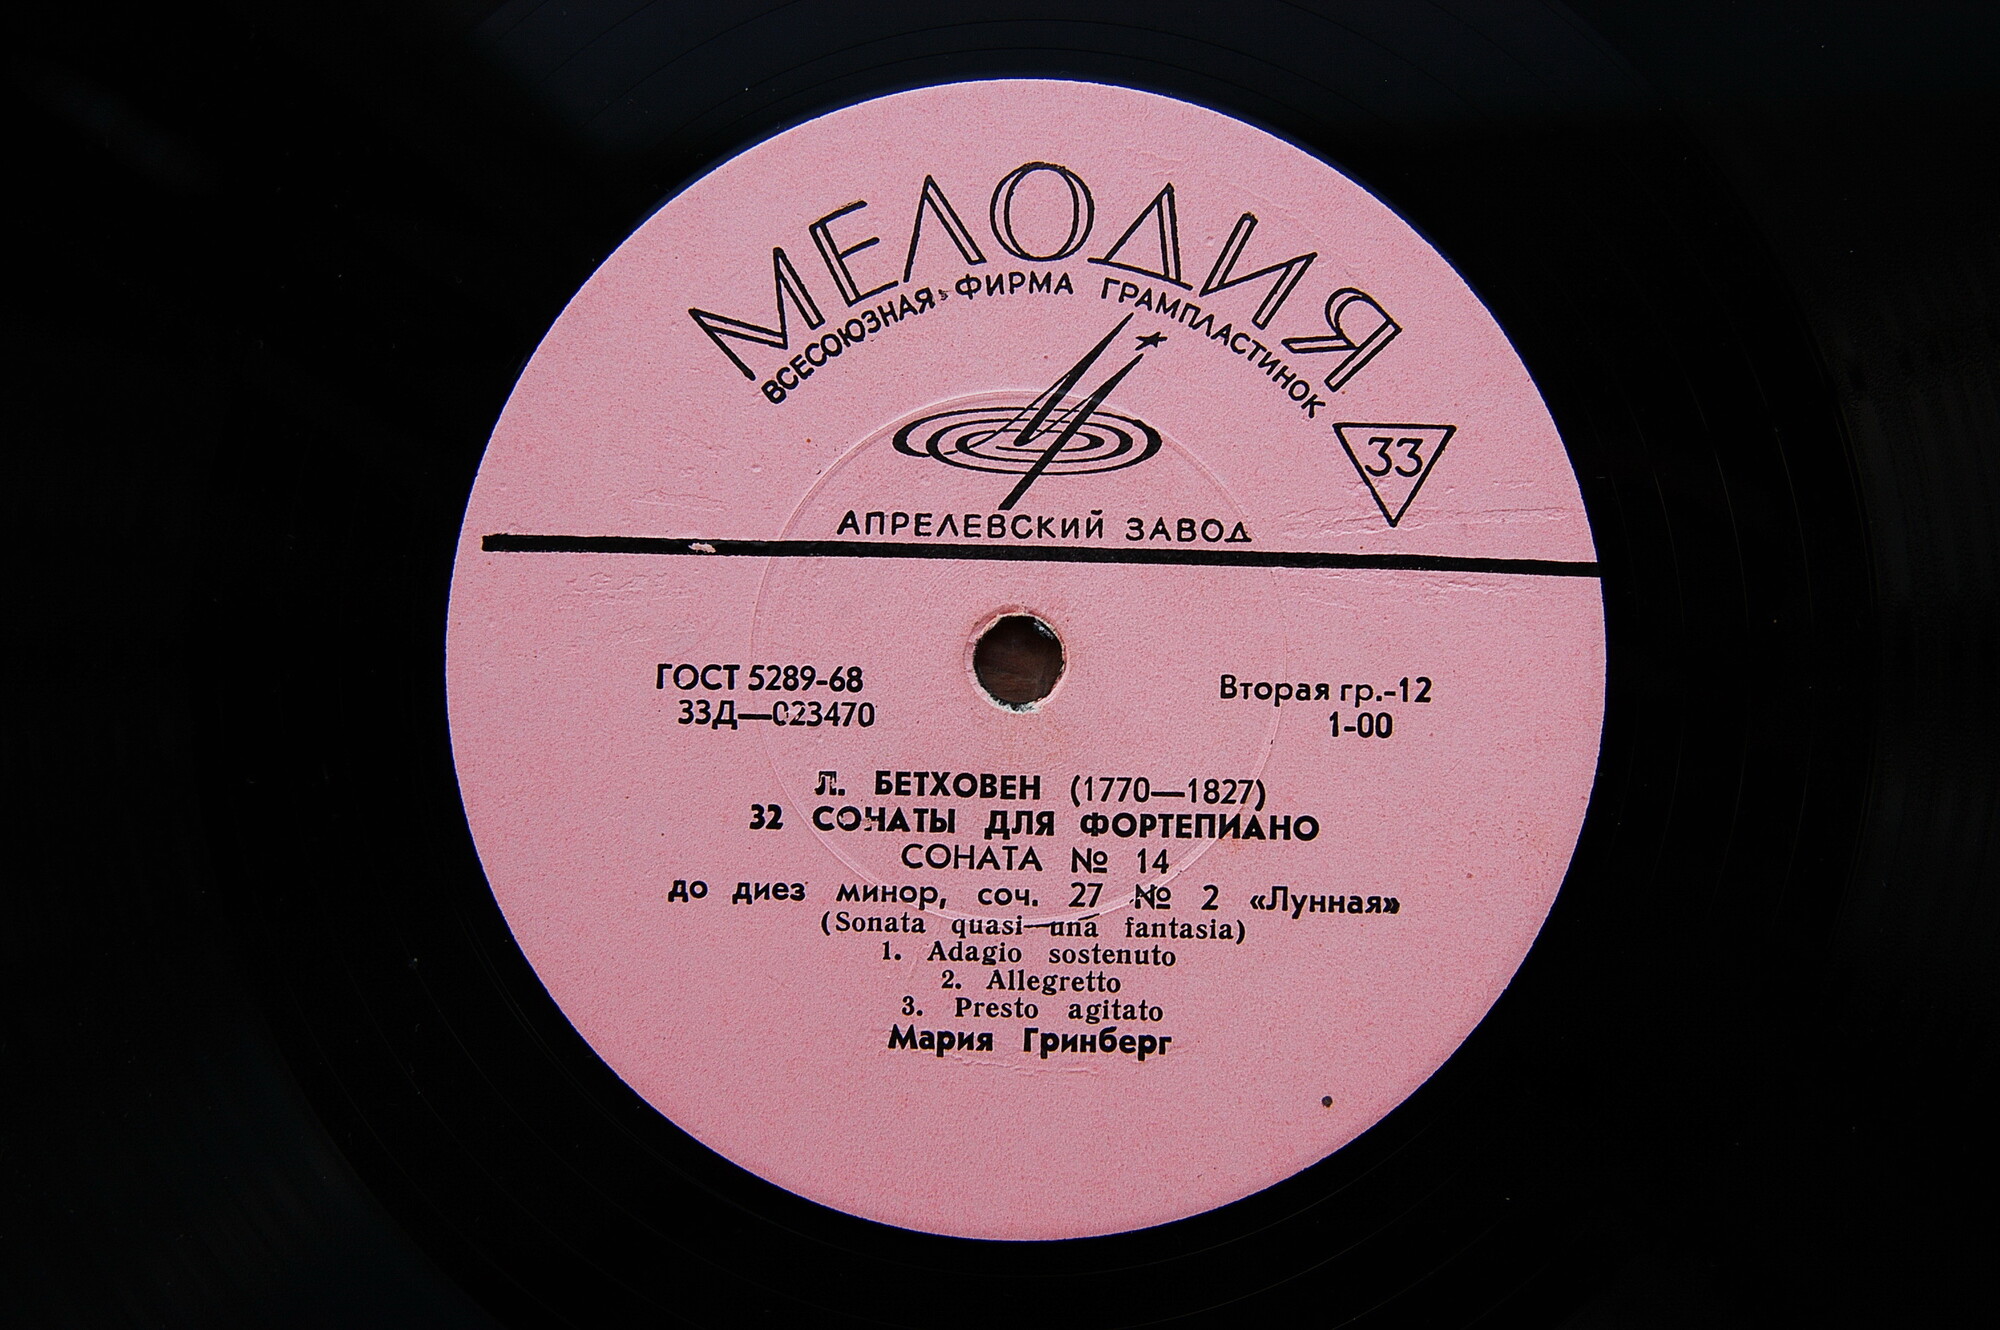 МЕЛОДИЯ
ВСЕСОЮЗНАЯ ФИРМА ГРАМПЛАСТИНОК
33
АПРЕЛЕВСКИЙ ЗАВОД
ГОСТ 5289-68
33Д—023470
Вторая гр.-12
1-00
Л. БЕТХОВЕН (1770—1827)
32 СОНАТЫ ДЛЯ ФОРТЕПИАНО
СОНАТА № 14
до диез минор, соч. 27 № 2 «Лунная»
(Sonata quasi—una fantasia)
1. Adagio sostenuto
2. Allegretto
3. Presto agitato
Мария Гринберг